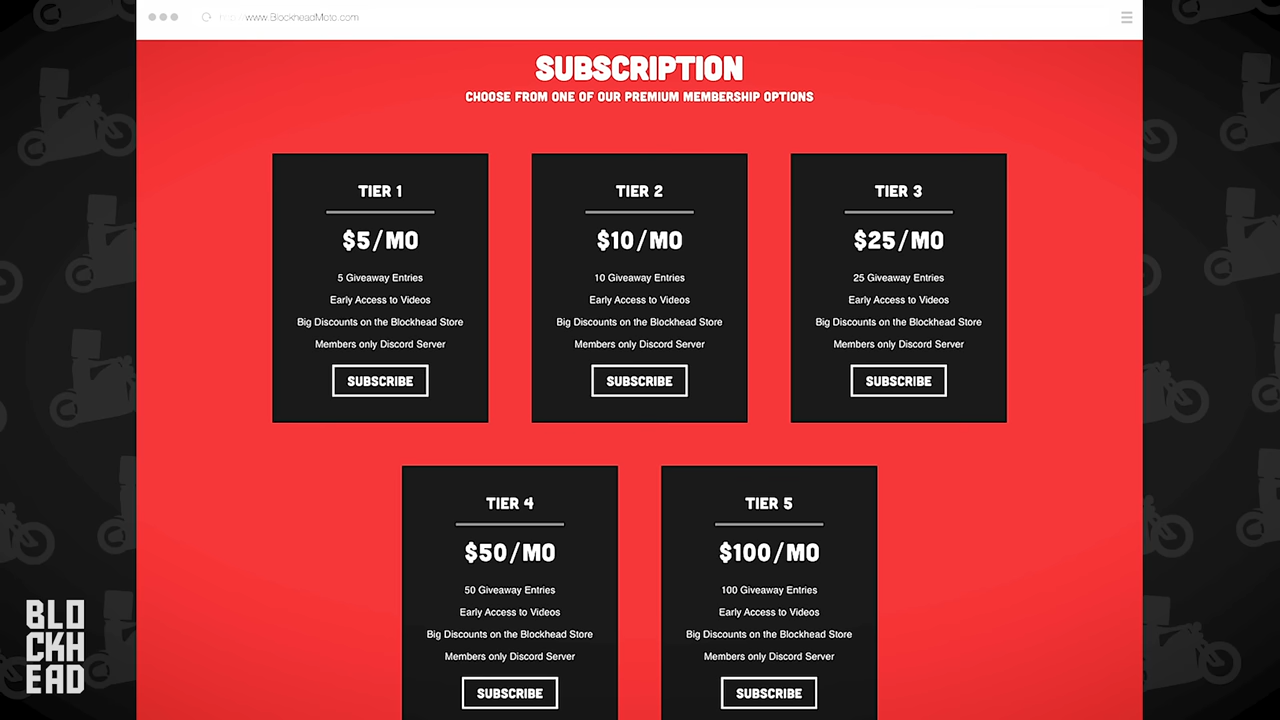 www.BlockheadMoto.com
SUBSCRIPTION
CHOOSE FROM ONE OF OUR PREMIUM MEMBERSHIP OPTIONS
TIER 1
$5/MO
5 Giveaway Entries
Early Access to Videos
Big Discounts on the Blockhead Store
Members only Discord Server
SUBSCRIBE
TIER 2
$10/MO
10 Giveaway Entries
Early Access to Videos
Big Discounts on the Blockhead Store
Members only Discord Server
SUBSCRIBE
TIER 3
$25/MO
25 Giveaway Entries
Early Access to Videos
Big Discounts on the Blockhead Store
Members only Discord Server
SUBSCRIBE
TIER 4
$50/MO
50 Giveaway Entries
Early Access to Videos
Big Discounts on the Blockhead Store
Members only Discord Server
SUBSCRIBE
TIER 5
$100/MO
100 Giveaway Entries
Early Access to Videos
Big Discounts on the Blockhead Store
Members only Discord Server
SUBSCRIBE
BLO
CKH
EAD